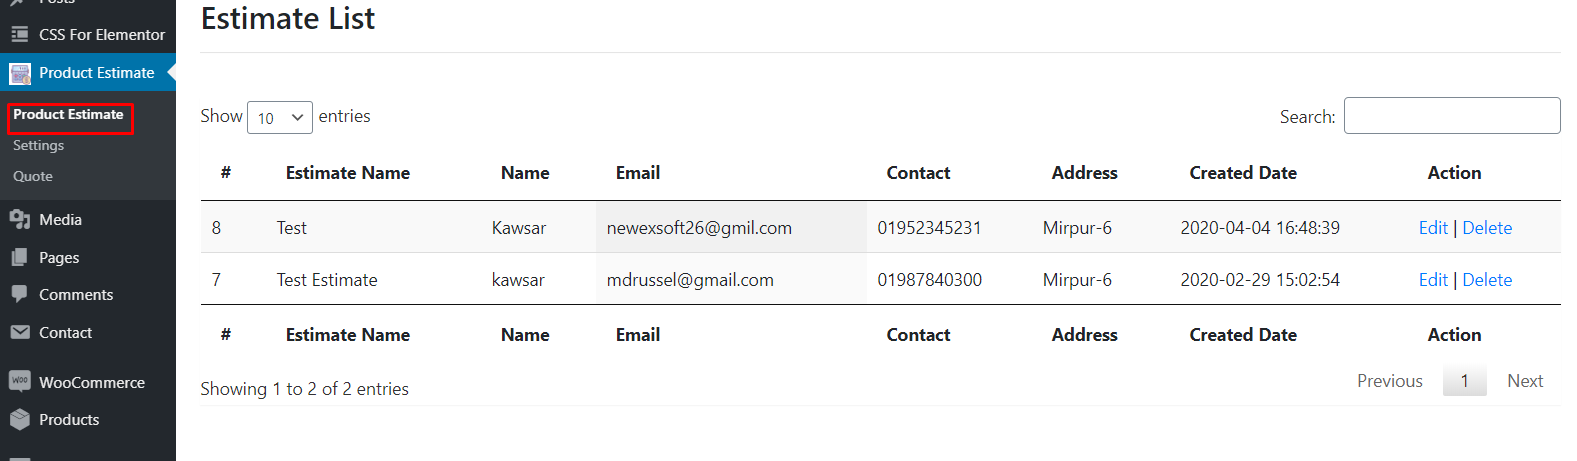 Posts
CSS For Elementor
Product Estimate
Product Estimate
Settings
Quote
Media
Pages
Comments
Contact
WooCommerce
Products
Estimate List
Show 10 entries
Search:
# Estimate Name Name Email Contact Address Created Date Action
8 Test Kawsar newexsoft26@gmil.com 01952345231 Mirpur-6 2020-04-04 16:48:39 Edit | Delete
7 Test Estimate kawsar mdrussel@gmail.com 01987840300 Mirpur-6 2020-02-29 15:02:54 Edit | Delete
# Estimate Name Name Email Contact Address Created Date Action
Showing 1 to 2 of 2 entries
Previous 1 Next